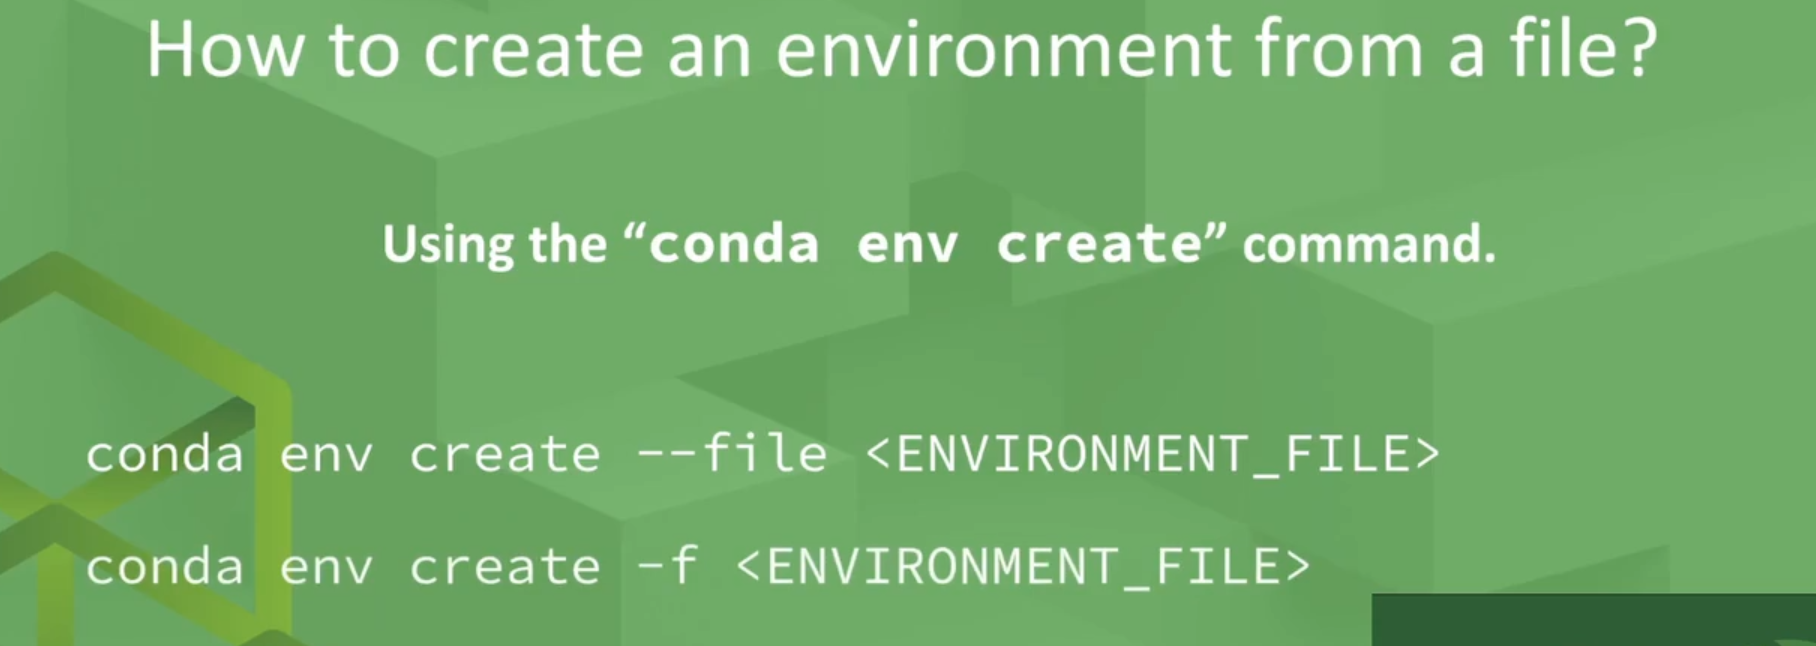 How to create an environment from a file?
Using the “conda env create” command.
conda env create --file <ENVIRONMENT_FILE>
conda env create -f <ENVIRONMENT_FILE>